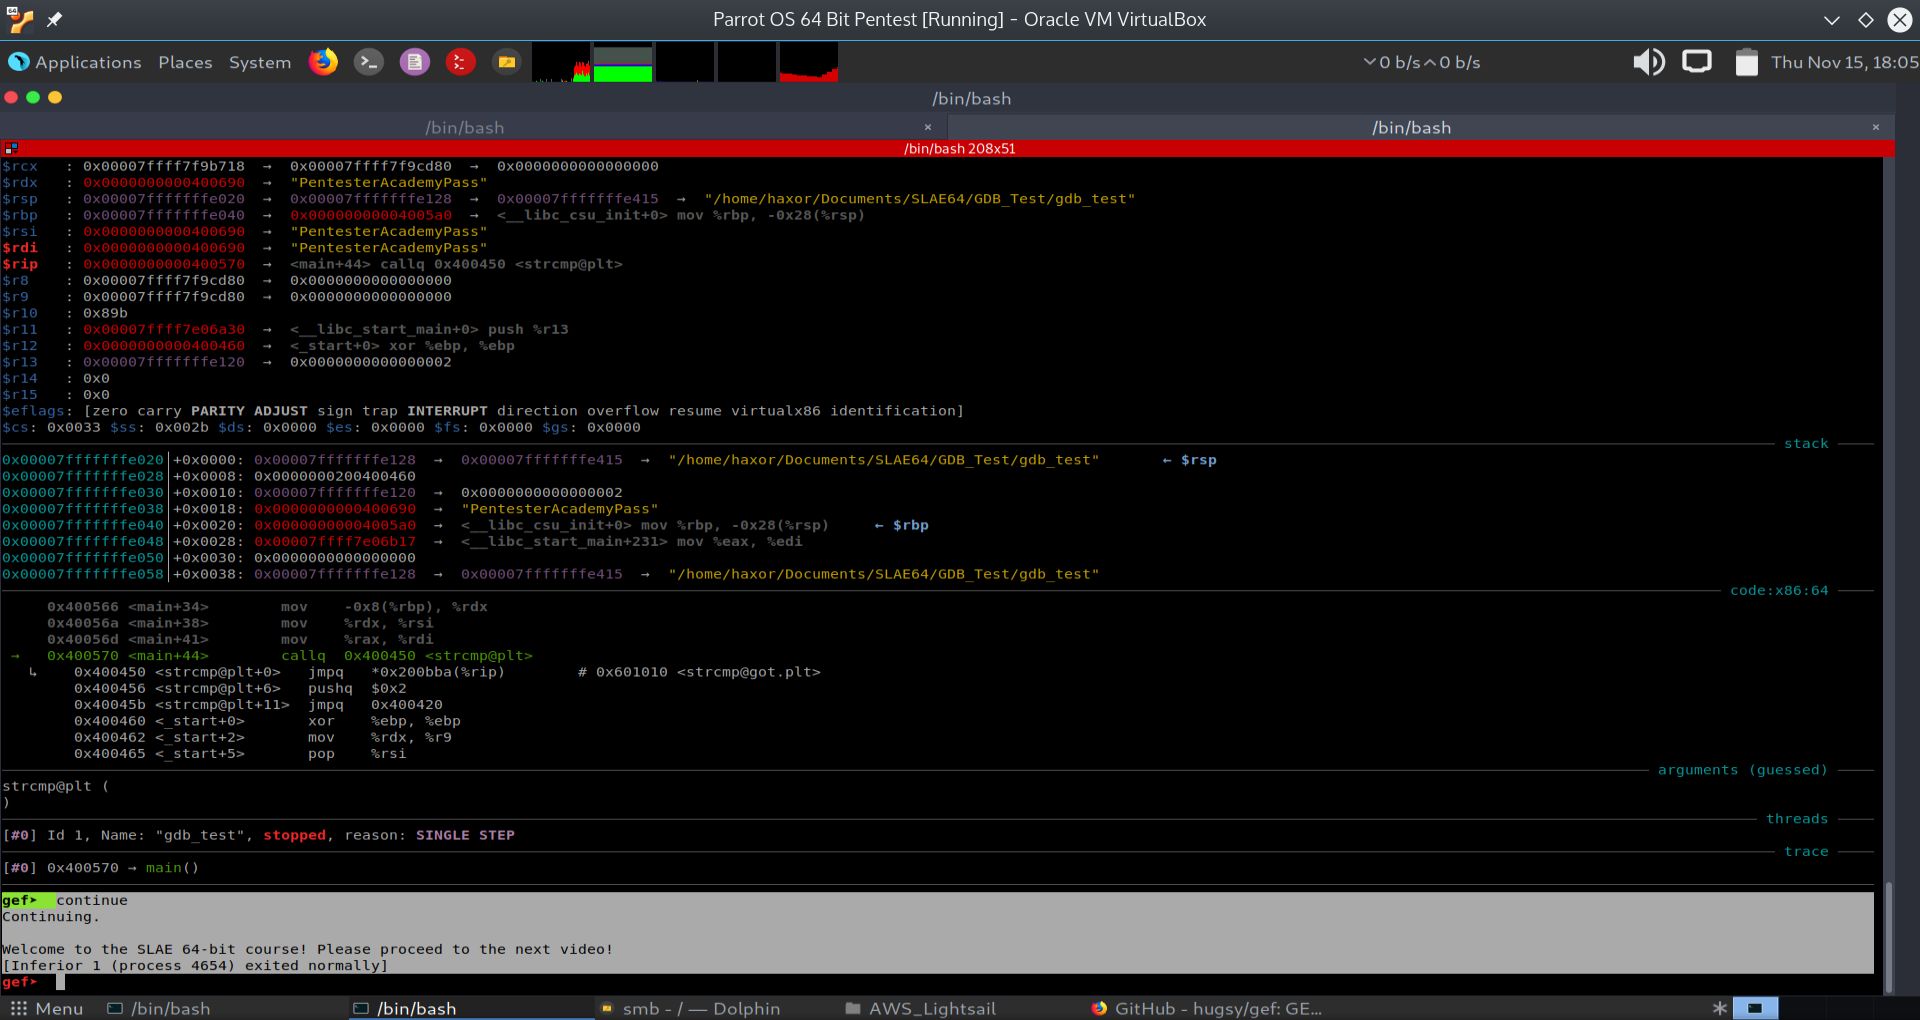 Parrot OS 64 Bit Pentest [Running] - Oracle VM VirtualBox
Applications Places System 0 b/s 0 b/s Thu Nov 15, 18:05
/bin/bash
/bin/bash × /bin/bash ×
/bin/bash 208x51
$rcx   : 0x00007ffff7f9b718  →  0x00007ffff7f9cd80  →  0x0000000000000000
$rdx   : 0x0000000000400690  →  "PentesterAcademyPass"
$rsp   : 0x00007fffffffe020  →  0x00007fffffffe128  →  0x00007fffffffe415  →  "/home/haxor/Documents/SLAE64/GDB_Test/gdb_test"
$rbp   : 0x00007fffffffe040  →  0x00000000004005a0  →  <__libc_csu_init+0> mov %rbp, -0x28(%rsp)
$rsi   : 0x0000000000400690  →  "PentesterAcademyPass"
$rdi   : 0x0000000000400690  →  "PentesterAcademyPass"
$rip   : 0x0000000000400570  →  <main+44> callq 0x400450 <strcmp@plt>
$r8    : 0x00007ffff7f9cd80  →  0x0000000000000000
$r9    : 0x00007ffff7f9cd80  →  0x0000000000000000
$r10   : 0x89b
$r11   : 0x00007ffff7e06a30  →  <__libc_start_main+0> push %r13
$r12   : 0x0000000000400460  →  <_start+0> xor %ebp, %ebp
$r13   : 0x00007fffffffe120  →  0x0000000000000002
$r14   : 0x0
$r15   : 0x0
$eflags: [zero carry PARITY ADJUST sign trap INTERRUPT direction overflow resume virtualx86 identification]
$cs: 0x0033 $ss: 0x002b $ds: 0x0000 $es: 0x0000 $fs: 0x0000 $gs: 0x0000
stack
0x00007fffffffe020│+0x0000: 0x00007fffffffe128  →  0x00007fffffffe415  →  "/home/haxor/Documents/SLAE64/GDB_Test/gdb_test"       ← $rsp
0x00007fffffffe028│+0x0008: 0x0000000200400460
0x00007fffffffe030│+0x0010: 0x00007fffffffe120  →  0x0000000000000002
0x00007fffffffe038│+0x0018: 0x0000000000400690  →  "PentesterAcademyPass"
0x00007fffffffe040│+0x0020: 0x00000000004005a0  →  <__libc_csu_init+0> mov %rbp, -0x28(%rsp)     ← $rbp
0x00007fffffffe048│+0x0028: 0x00007ffff7e06b17  →  <__libc_start_main+231> mov %eax, %edi
0x00007fffffffe050│+0x0030: 0x0000000000000000
0x00007fffffffe058│+0x0038: 0x00007fffffffe128  →  0x00007fffffffe415  →  "/home/haxor/Documents/SLAE64/GDB_Test/gdb_test"
code:x86:64
0x400566 <main+34>        mov    -0x8(%rbp), %rdx
0x40056a <main+38>        mov    %rdx, %rsi
0x40056d <main+41>        mov    %rax, %rdi
→   0x400570 <main+44>        callq  0x400450 <strcmp@plt>
↳    0x400450 <strcmp@plt+0>   jmpq   *0x200bba(%rip)        # 0x601010 <strcmp@got.plt>
0x400456 <strcmp@plt+6>   pushq  $0x2
0x40045b <strcmp@plt+11>  jmpq   0x400420
0x400460 <_start+0>       xor    %ebp, %ebp
0x400462 <_start+2>       mov    %rdx, %r9
0x400465 <_start+5>       pop    %rsi
arguments (guessed)
strcmp@plt (
)
threads
[#0] Id 1, Name: "gdb_test", stopped, reason: SINGLE STEP
trace
[#0] 0x400570 → main()
gef➤  continue
Continuing.
Welcome to the SLAE 64-bit course! Please proceed to the next video!
[Inferior 1 (process 4654) exited normally]
gef➤
Menu /bin/bash /bin/bash smb - / — Dolphin AWS_Lightsail GitHub - hugsy/gef: GE...